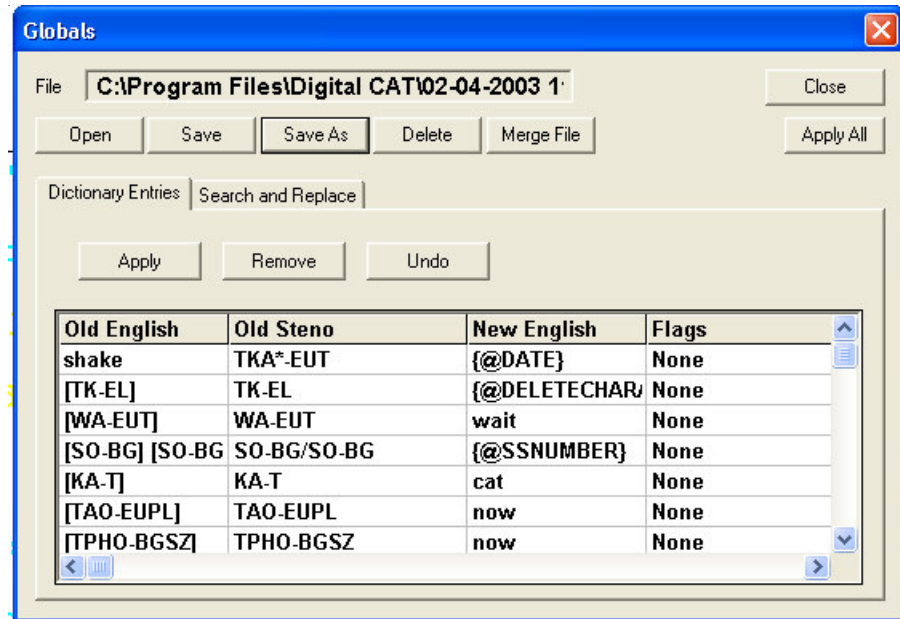 Globals
File C:\Program Files\Digital CAT\02-04-2003 1 Close
Open Save Save As Delete Merge File Apply All
Dictionary Entries Search and Replace
Apply Remove Undo
Old English Old Steno New English Flags
shake TKA*-EUT {@DATE} None
[TK-EL] TK-EL {@DELETECHAR None
[WA-EUT] WA-EUT wait None
[SO-BG] [SO-BG SO-BG/SO-BG {@SSNUMBER} None
[KA-T] KA-T cat None
[TAO-EUPL] TAO-EUPL now None
[TPHO-BGSZ] TPHO-BGSZ now None